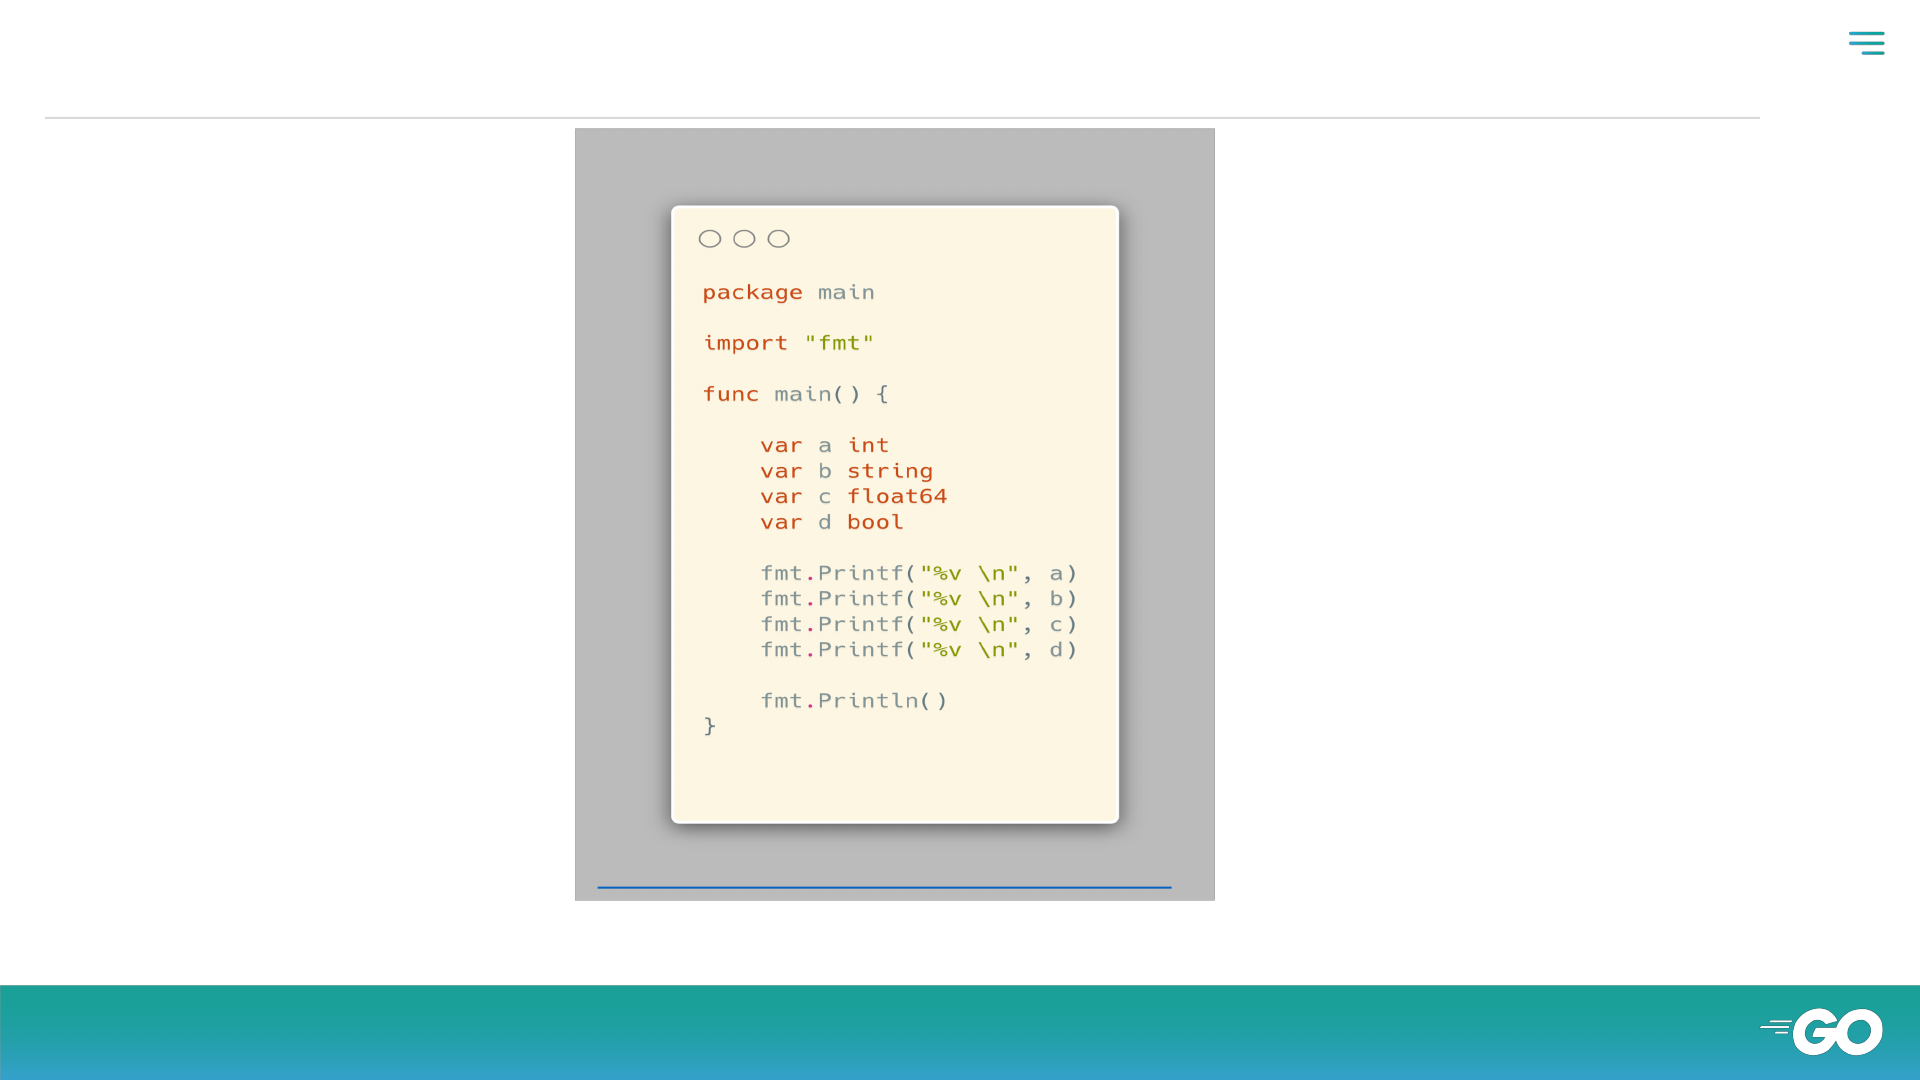 package main
import "fmt"
func main() {
var a int
var b string
var c float64
var d bool
fmt.Printf("%v \n", a)
fmt.Printf("%v \n", b)
fmt.Printf("%v \n", c)
fmt.Printf("%v \n", d)
fmt.Println()
}
GO